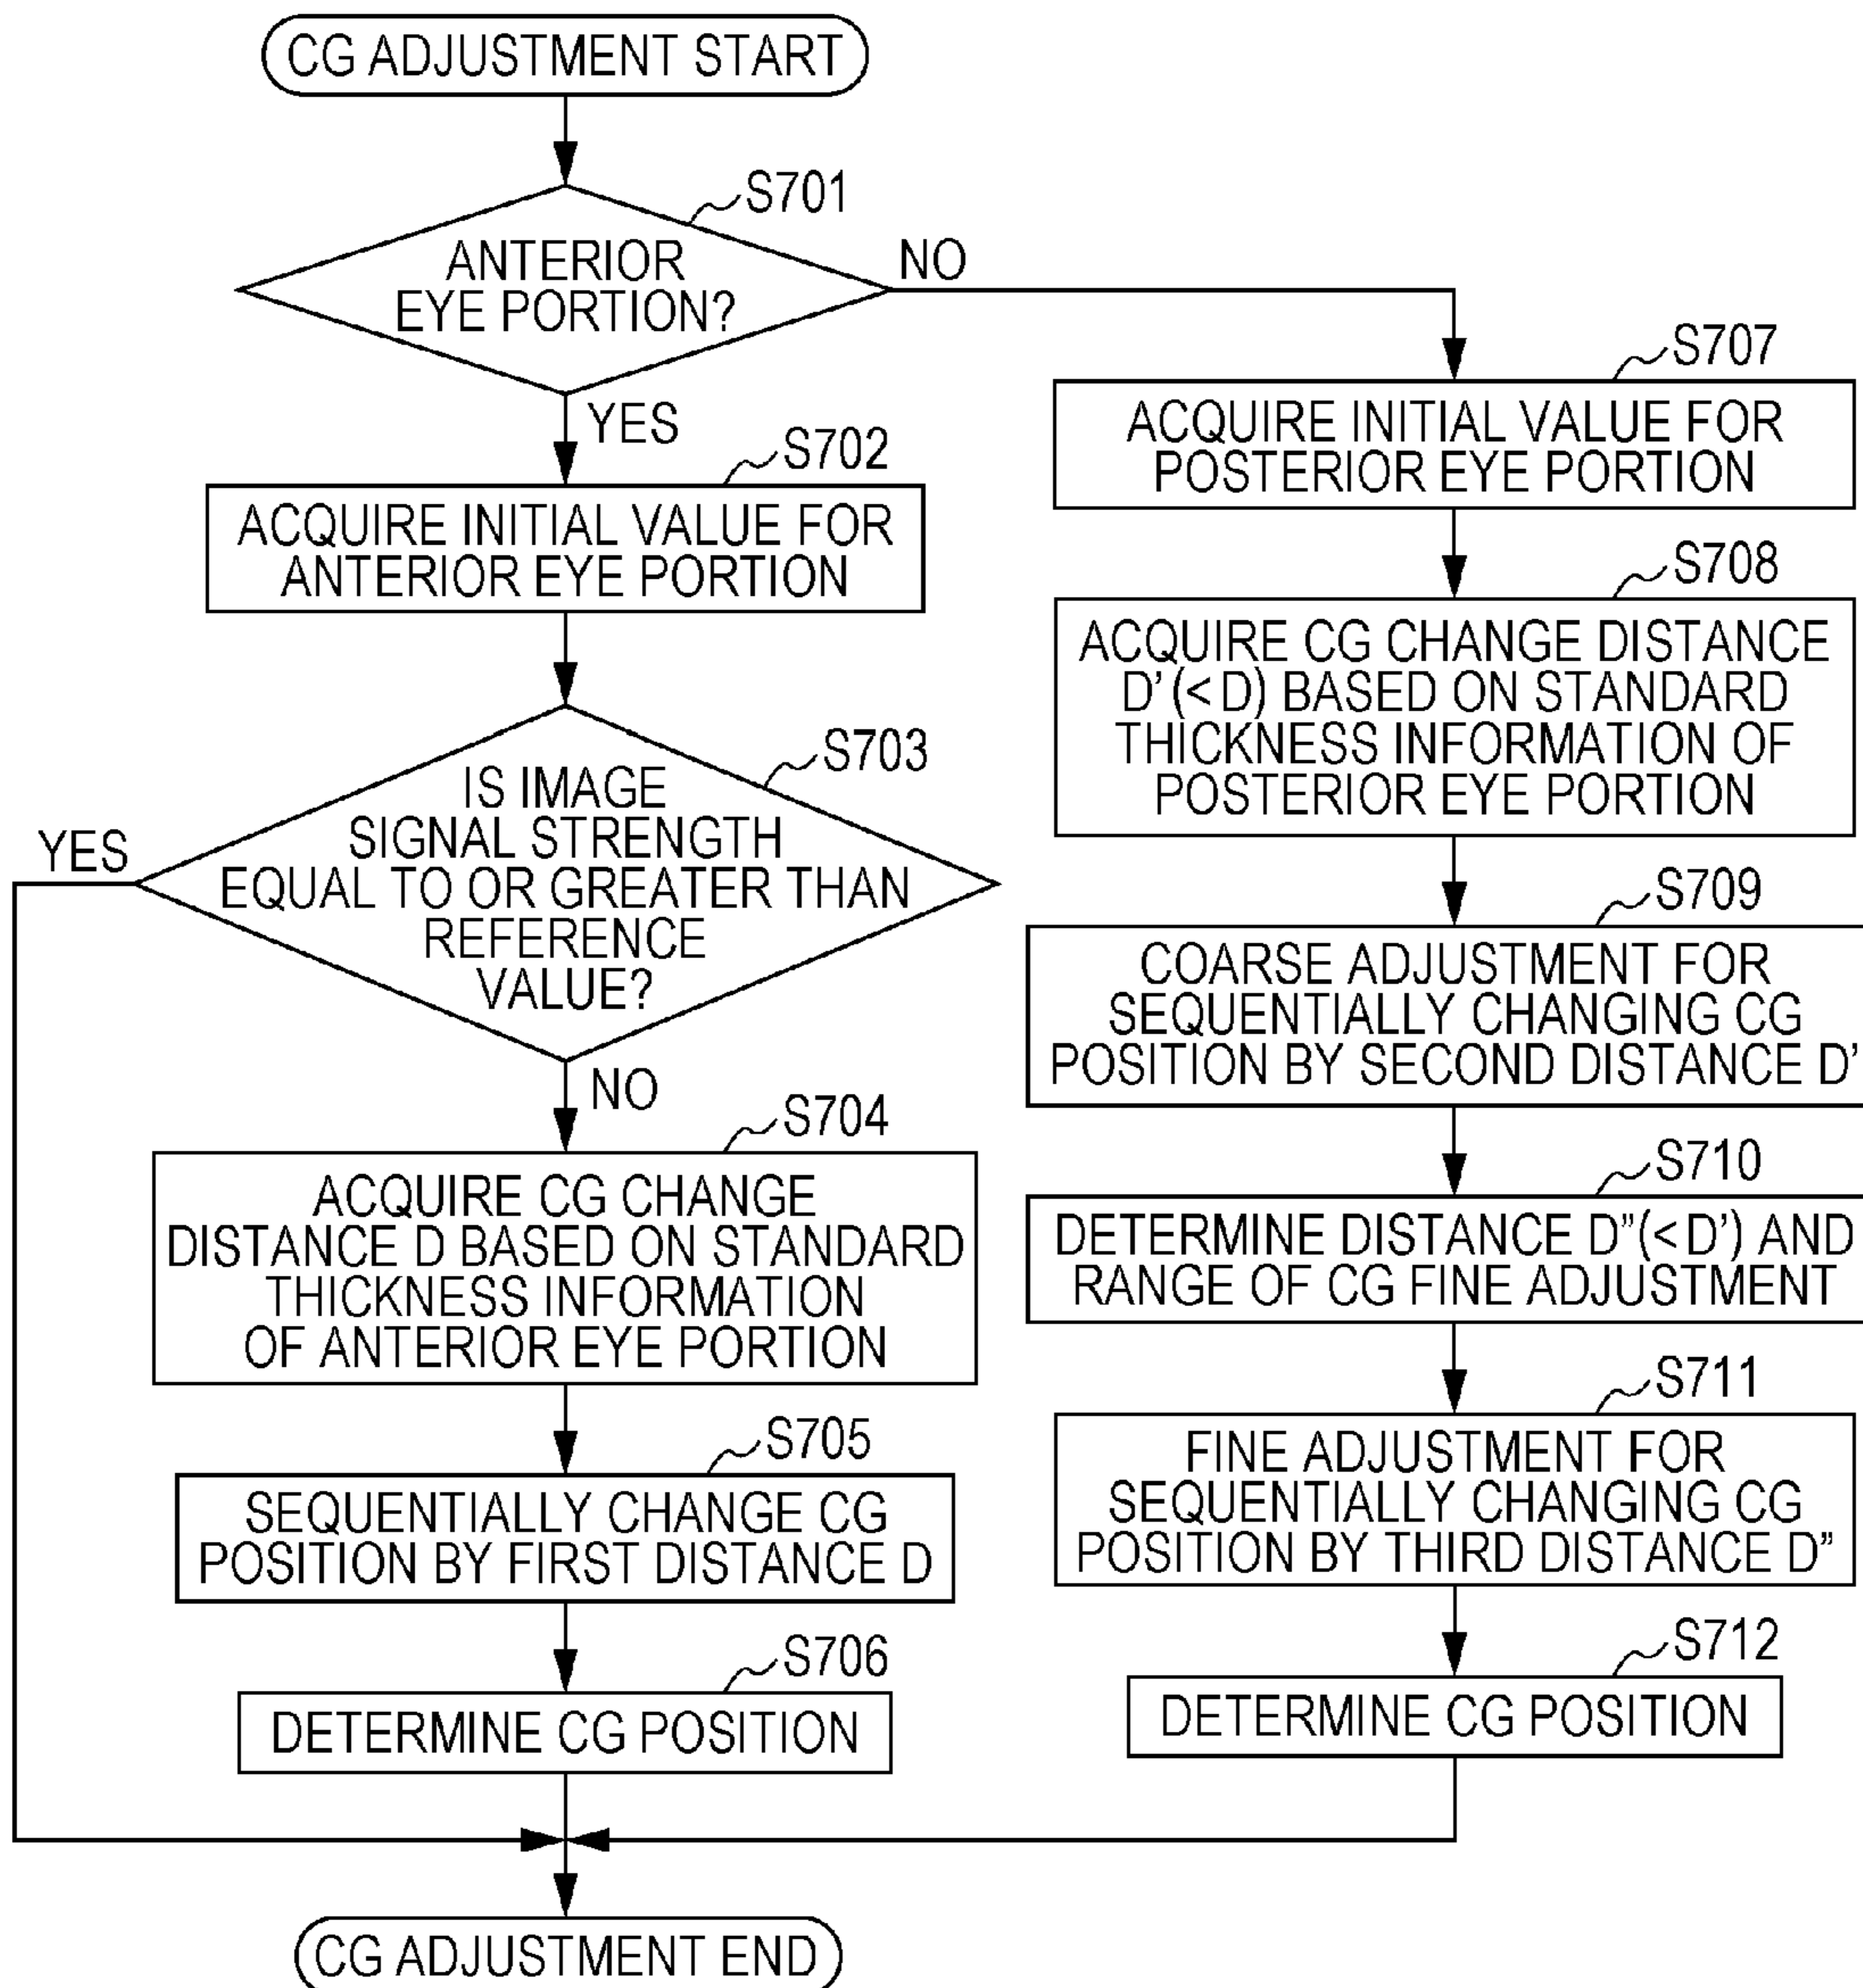 CG ADJUSTMENT START
S701
ANTERIOR
EYE PORTION?
NO
YES
S702
ACQUIRE INITIAL VALUE FOR
ANTERIOR EYE PORTION
S703
IS IMAGE
SIGNAL STRENGTH
EQUAL TO OR GREATER THAN
REFERENCE
VALUE?
YES
NO
S704
ACQUIRE CG CHANGE
DISTANCE D BASED ON STANDARD
THICKNESS INFORMATION
OF ANTERIOR EYE PORTION
S705
SEQUENTIALLY CHANGE CG
POSITION BY FIRST DISTANCE D
S706
DETERMINE CG POSITION
S707
ACQUIRE INITIAL VALUE FOR
POSTERIOR EYE PORTION
S708
ACQUIRE CG CHANGE DISTANCE
D'(< D) BASED ON STANDARD
THICKNESS INFORMATION OF
POSTERIOR EYE PORTION
S709
COARSE ADJUSTMENT FOR
SEQUENTIALLY CHANGING CG
POSITION BY SECOND DISTANCE D'
S710
DETERMINE DISTANCE D"(< D') AND
RANGE OF CG FINE ADJUSTMENT
S711
FINE ADJUSTMENT FOR
SEQUENTIALLY CHANGING CG
POSITION BY THIRD DISTANCE D"
S712
DETERMINE CG POSITION
CG ADJUSTMENT END